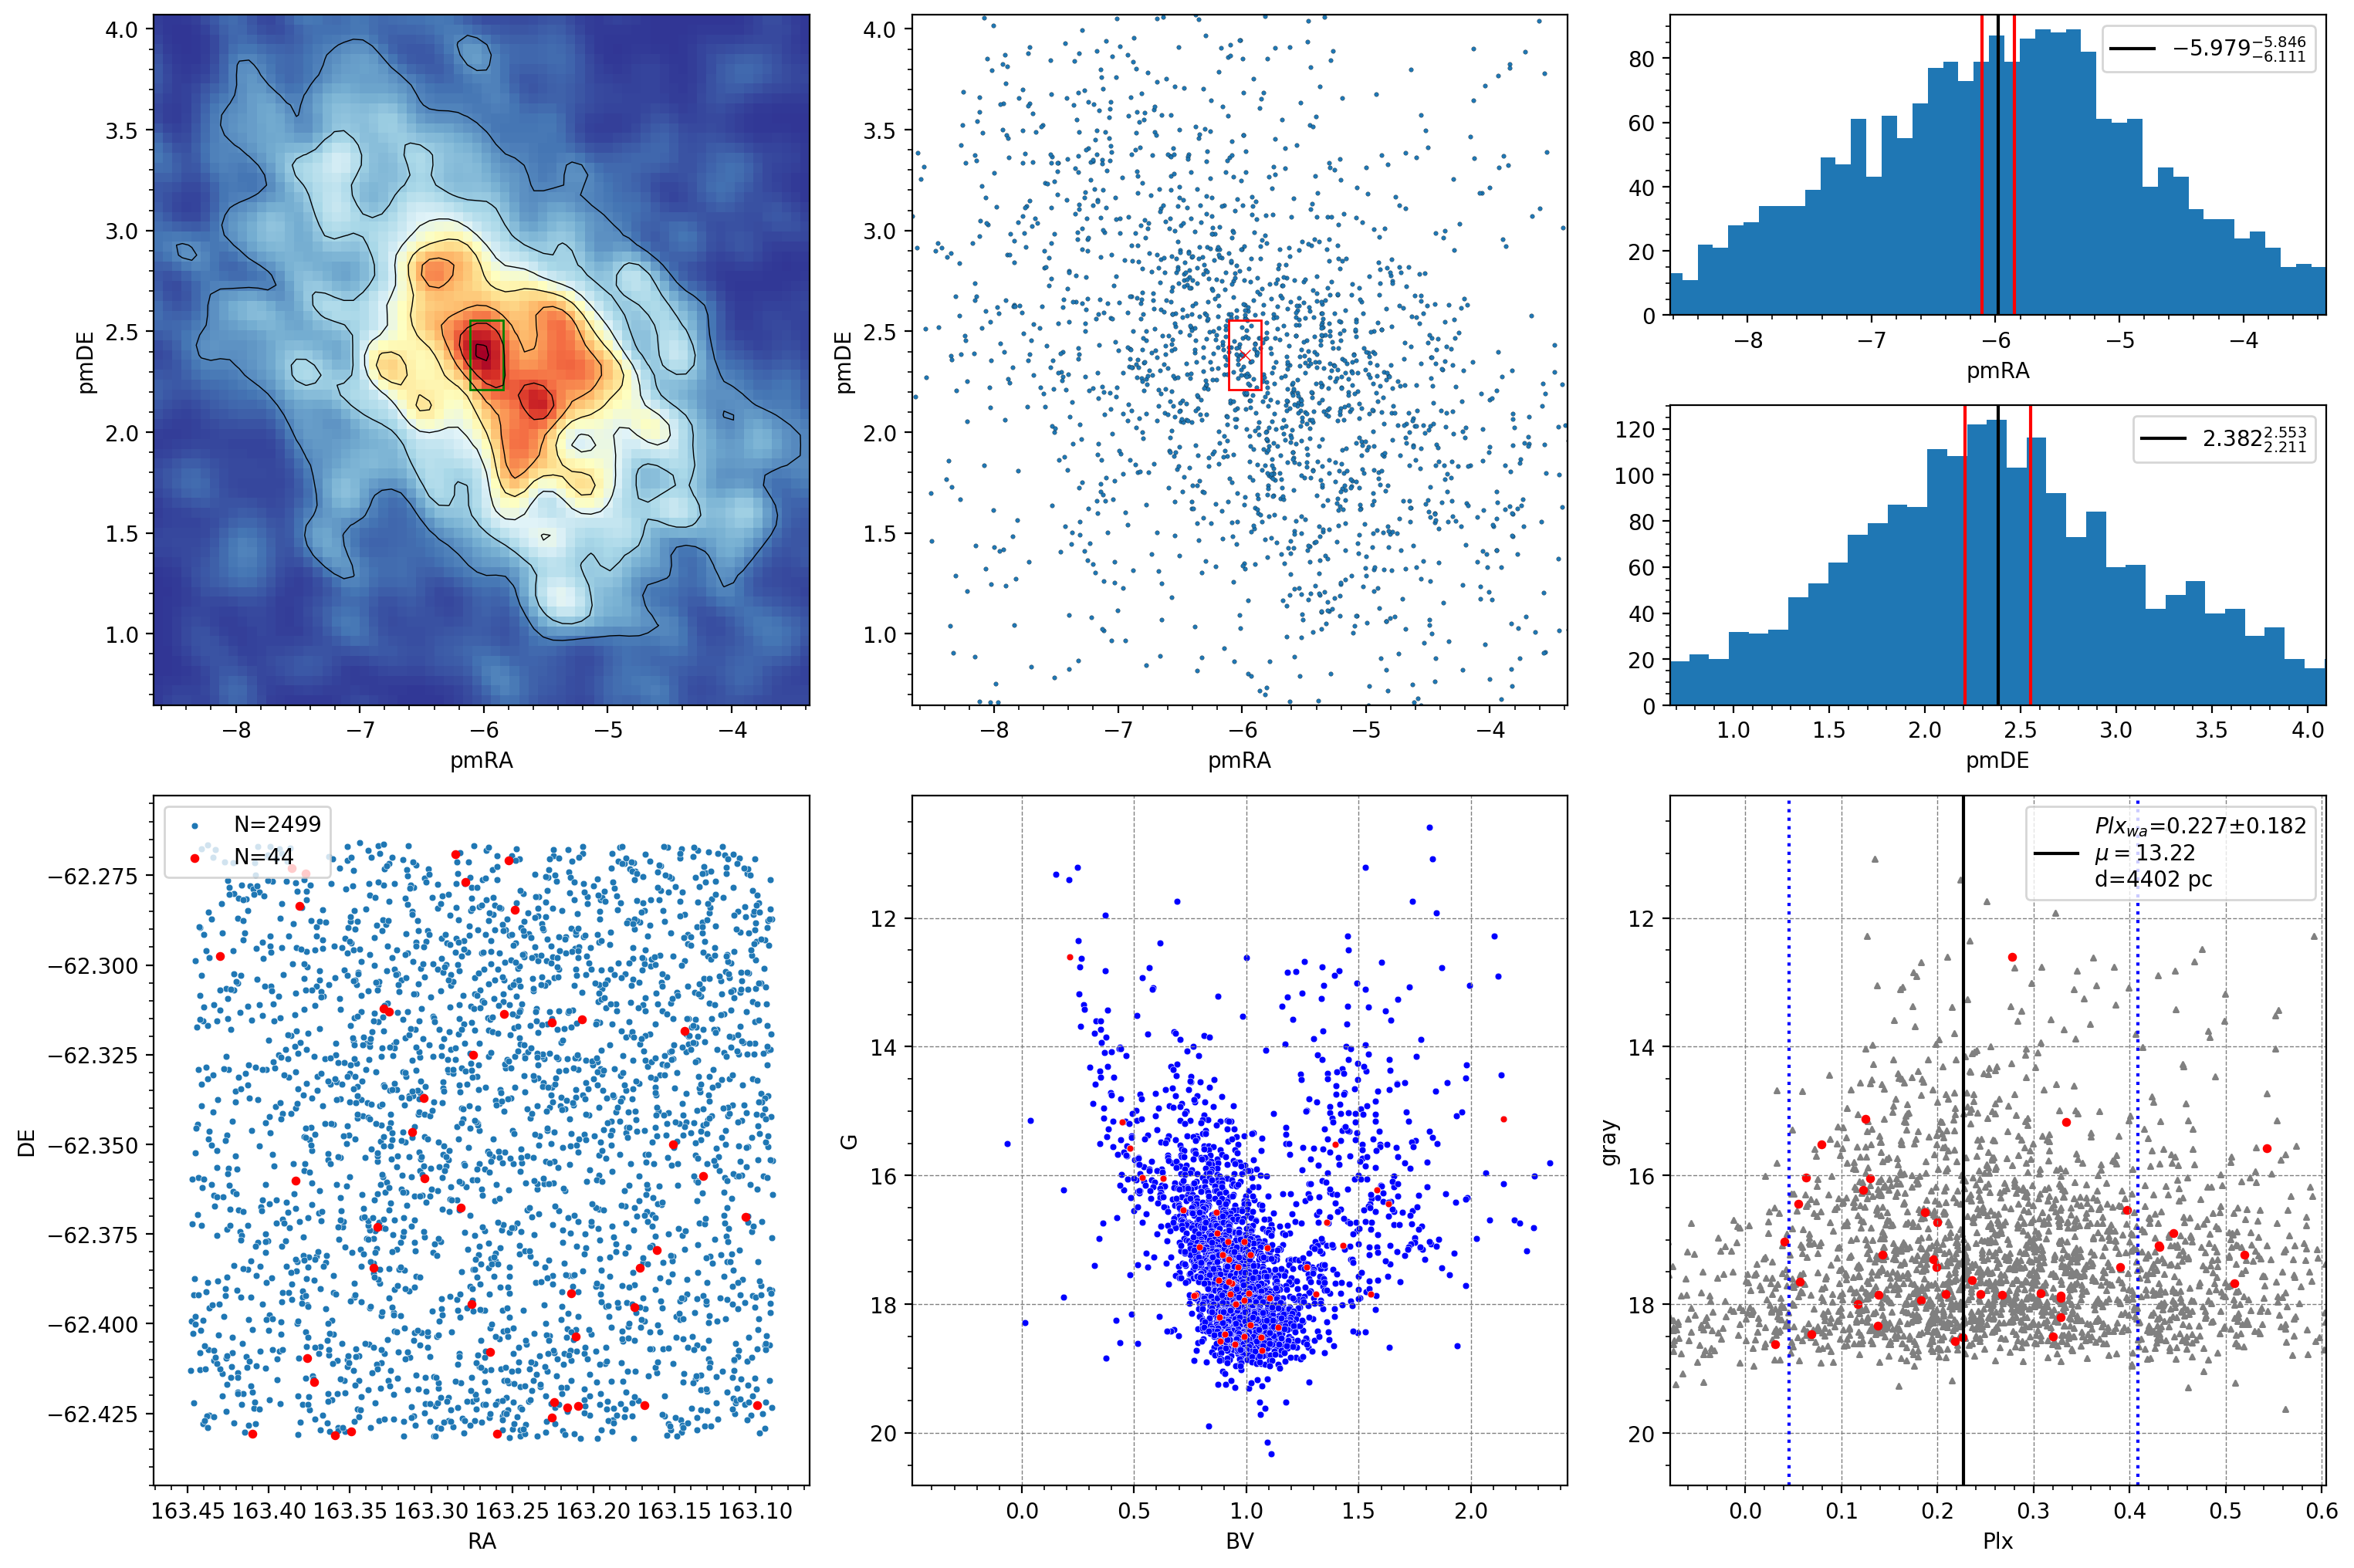 4.0
3.5
3.0
2.5
2.0
1.5
1.0
pmDE
−8 −7 −6 −5 −4
pmRA
4.0
3.5
3.0
2.5
2.0
1.5
1.0
pmDE
−8 −7 −6 −5 −4
pmRA
−5.979 −5.846 −6.111
80
60
40
20
0
−8 −7 −6 −5 −4
pmRA
2.382 2.553 2.211
120
100
80
60
40
20
0
1.0 1.5 2.0 2.5 3.0 3.5 4.0
pmDE
N=2499
N=44
−62.275
−62.300
−62.325
−62.350
−62.375
−62.400
−62.425
DE
163.45 163.40 163.35 163.30 163.25 163.20 163.15 163.10
RA
12
14
16
18
20
G
0.0 0.5 1.0 1.5 2.0
BV
Plx_wa=0.227±0.182
μ = 13.22
d=4402 pc
12
14
16
18
20
gray
0.0 0.1 0.2 0.3 0.4 0.5 0.6
Plx